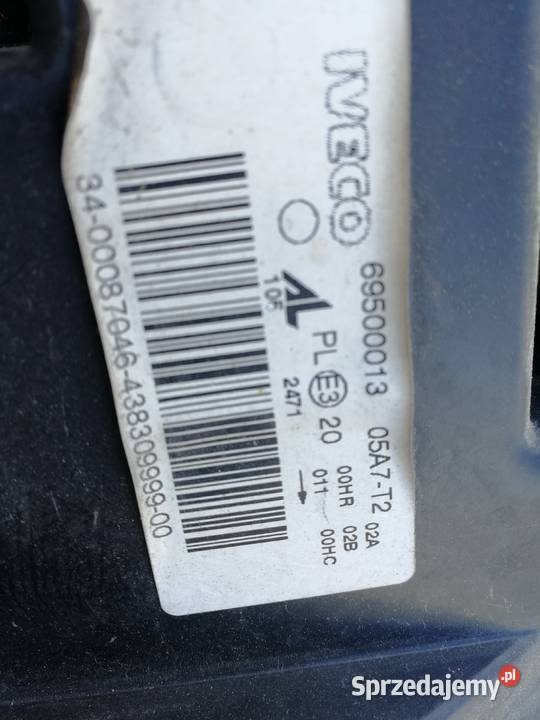 IVECO
69500013 05A7-T2
02A
AL PL E3 20 00HR 02B
105 2471 011 00HC
34-00087046-438309999-00
Sprzedajemy.pl